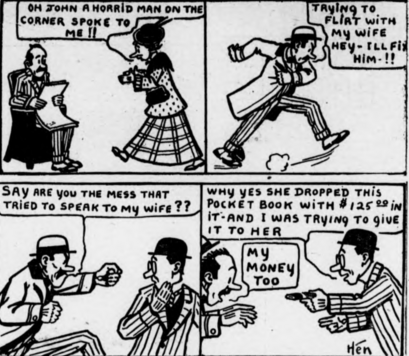 OH JOHN A HORRID MAN ON THE
CORNER SPOKE TO
ME !!
TRYING TO
FLIRT WITH
MY WIFE
HEY - I'LL FIX
HIM - !!
SAY ARE YOU THE MESS THAT
TRIED TO SPEAK TO MY WIFE ??
WHY YES SHE DROPPED THIS
POCKET BOOK WITH $125 00 IN
IT - AND I WAS TRYING TO GIVE
IT TO HER
MY
MONEY
TOO
Hen